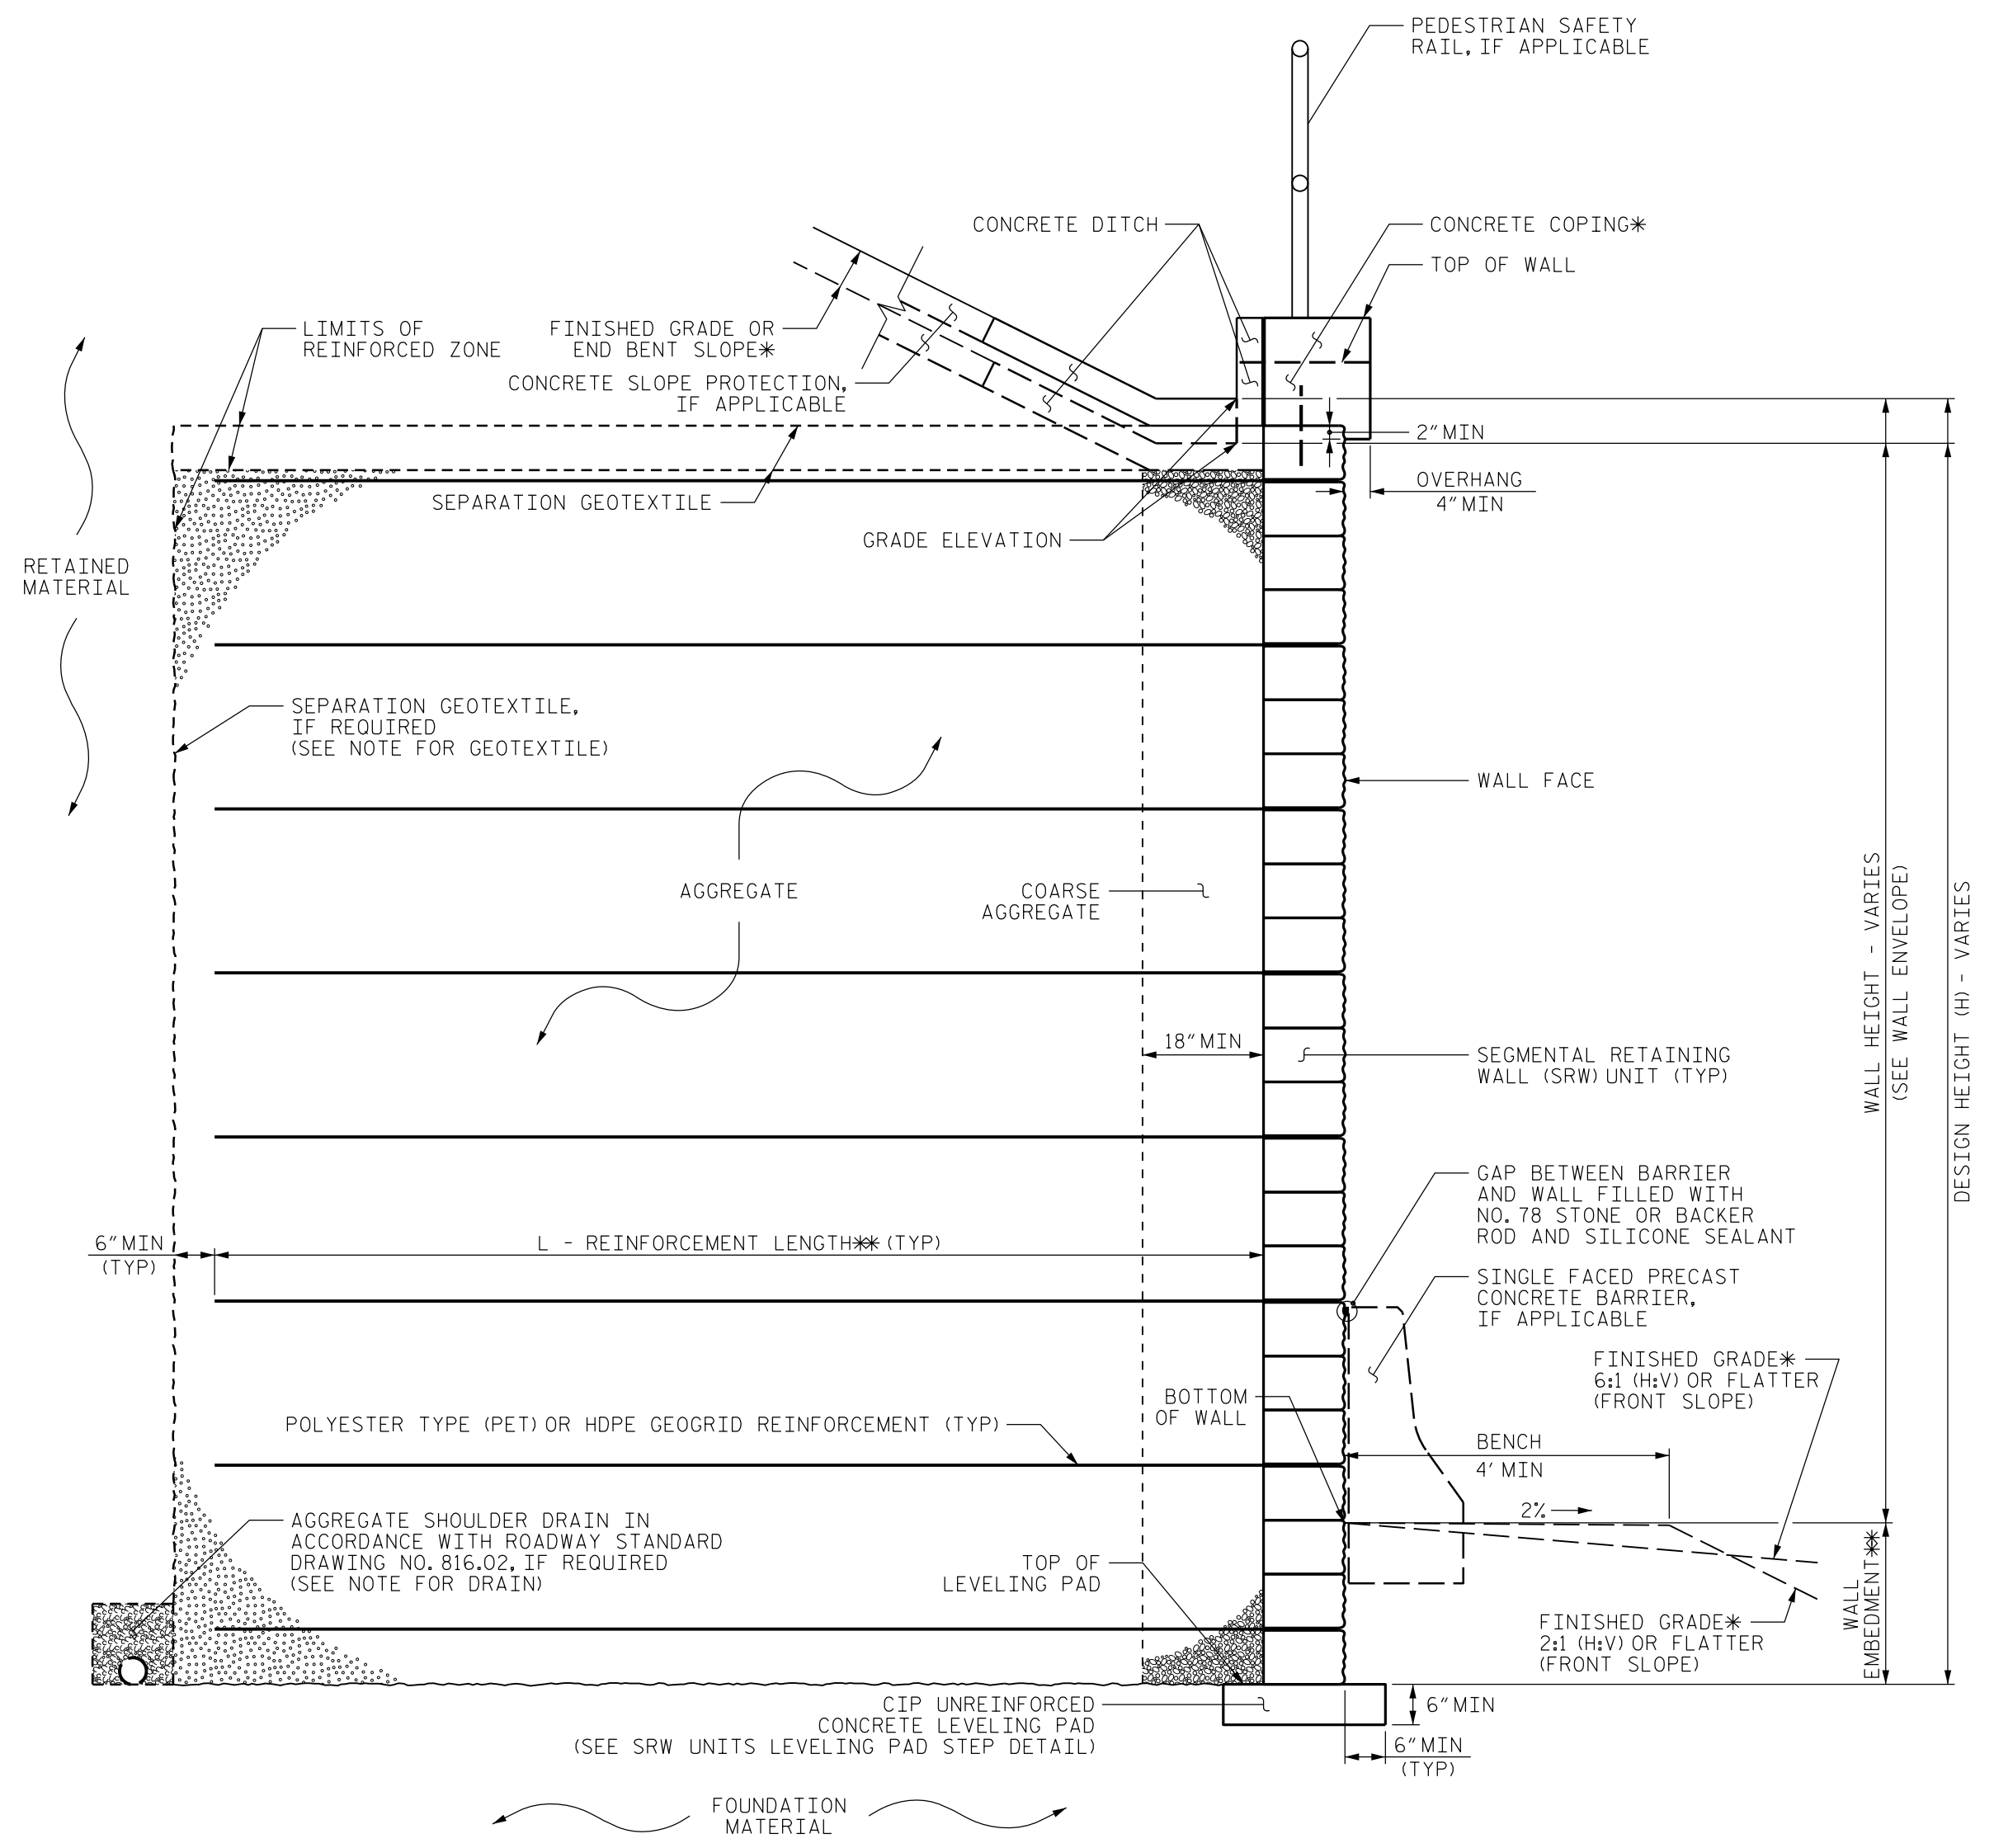 PEDESTRIAN SAFETY
RAIL, IF APPLICABLE
CONCRETE DITCH
CONCRETE COPING*
TOP OF WALL
LIMITS OF
REINFORCED ZONE
FINISHED GRADE OR
END BENT SLOPE*
CONCRETE SLOPE PROTECTION,
IF APPLICABLE
2" MIN
SEPARATION GEOTEXTILE
OVERHANG
4" MIN
GRADE ELEVATION
RETAINED
MATERIAL
SEPARATION GEOTEXTILE,
IF REQUIRED
(SEE NOTE FOR GEOTEXTILE)
WALL FACE
AGGREGATE
COARSE
AGGREGATE
WALL HEIGHT - VARIES
(SEE WALL ENVELOPE)
DESIGN HEIGHT (H) - VARIES
18" MIN
SEGMENTAL RETAINING
WALL (SRW) UNIT (TYP)
GAP BETWEEN BARRIER
AND WALL FILLED WITH
NO. 78 STONE OR BACKER
ROD AND SILICONE SEALANT
6" MIN
(TYP)
L - REINFORCEMENT LENGTH** (TYP)
SINGLE FACED PRECAST
CONCRETE BARRIER,
IF APPLICABLE
FINISHED GRADE*
6:1 (H:V) OR FLATTER
(FRONT SLOPE)
BOTTOM
OF WALL
POLYESTER TYPE (PET) OR HDPE GEOGRID REINFORCEMENT (TYP)
BENCH
4' MIN
2%
AGGREGATE SHOULDER DRAIN IN
ACCORDANCE WITH ROADWAY STANDARD
DRAWING NO. 816.02, IF REQUIRED
(SEE NOTE FOR DRAIN)
TOP OF
LEVELING PAD
WALL
EMBEDMENT**
FINISHED GRADE*
2:1 (H:V) OR FLATTER
(FRONT SLOPE)
CIP UNREINFORCED
CONCRETE LEVELING PAD
(SEE SRW UNITS LEVELING PAD STEP DETAIL)
6" MIN
6" MIN
(TYP)
FOUNDATION
MATERIAL